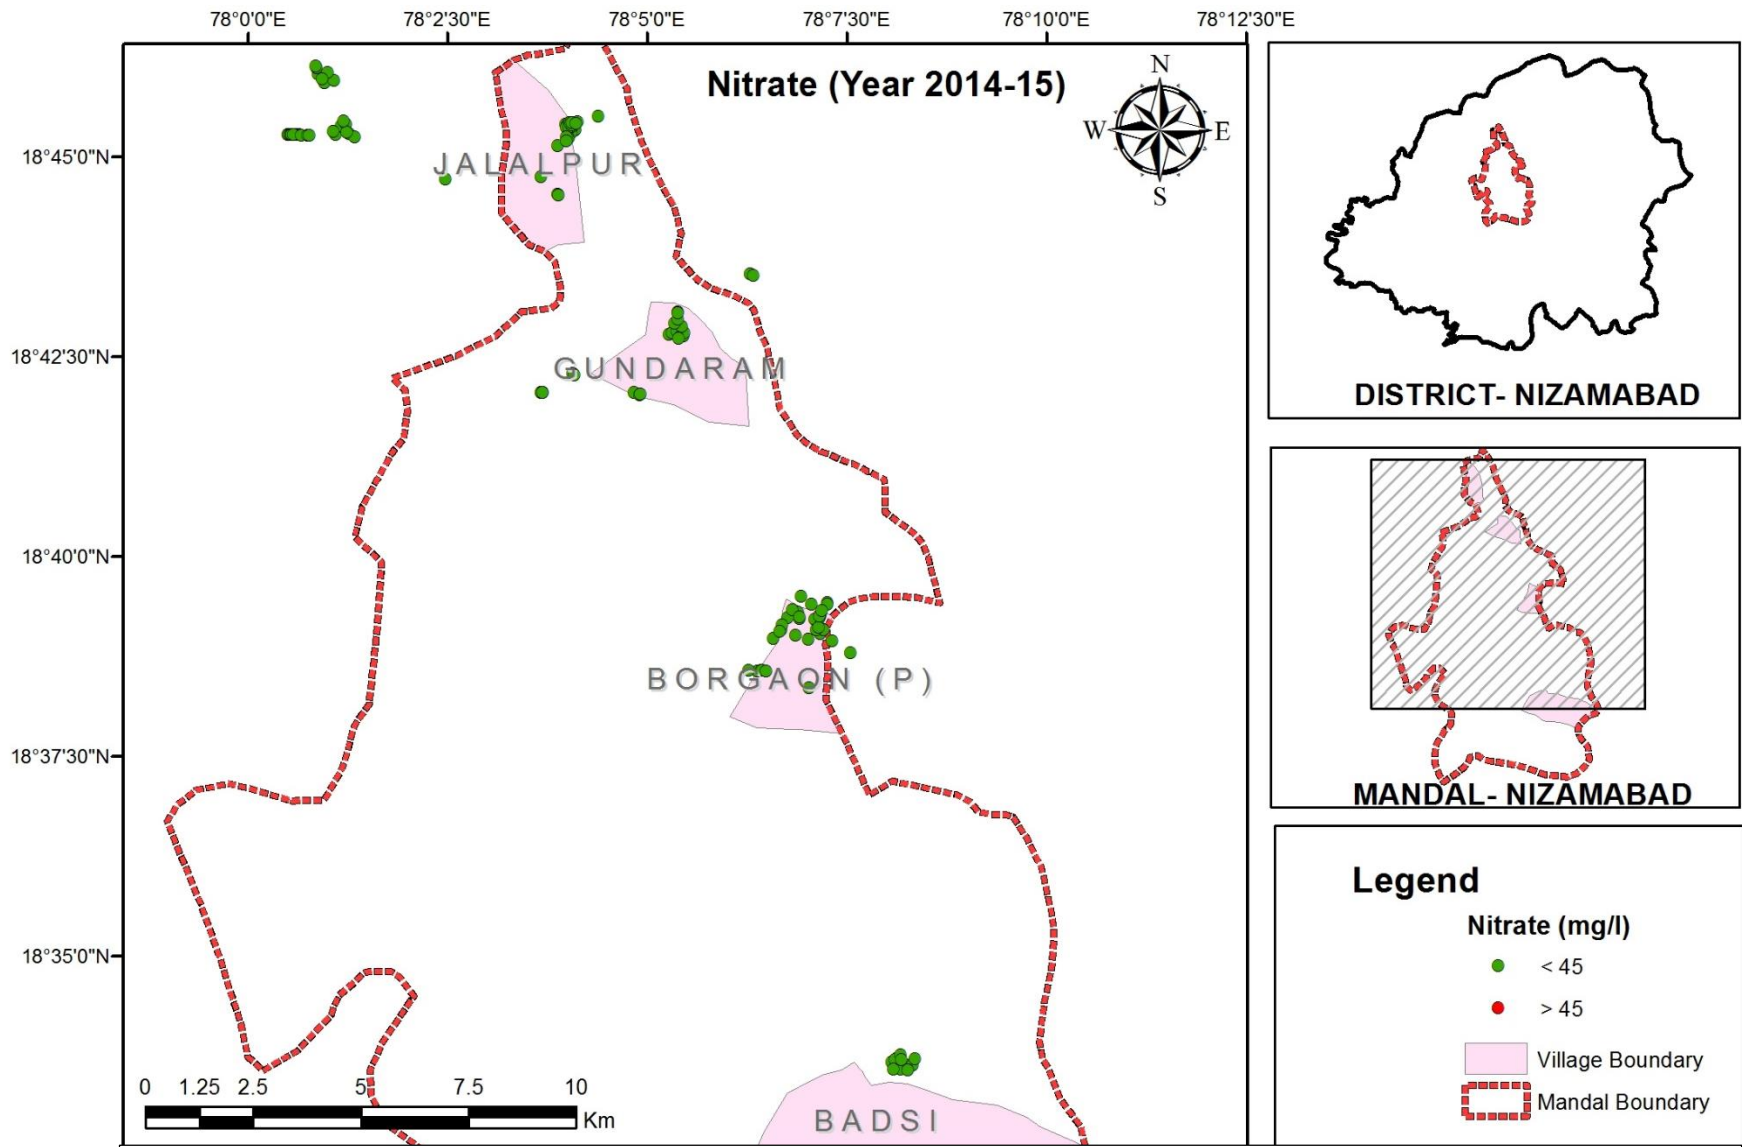 78°0'0"E 78°2'30"E 78°5'0"E 78°7'30"E 78°10'0"E 78°12'30"E
Nitrate (Year 2014-15)
N
W E
S
18°45'0"N
18°42'30"N
18°40'0"N
18°37'30"N
18°35'0"N
JALALPUR
GUNDARAM
BORGAON (P)
BADSI
0 1.25 2.5 5 7.5 10
Km
DISTRICT- NIZAMABAD
MANDAL- NIZAMABAD
Legend
Nitrate (mg/l)
< 45
> 45
Village Boundary
Mandal Boundary